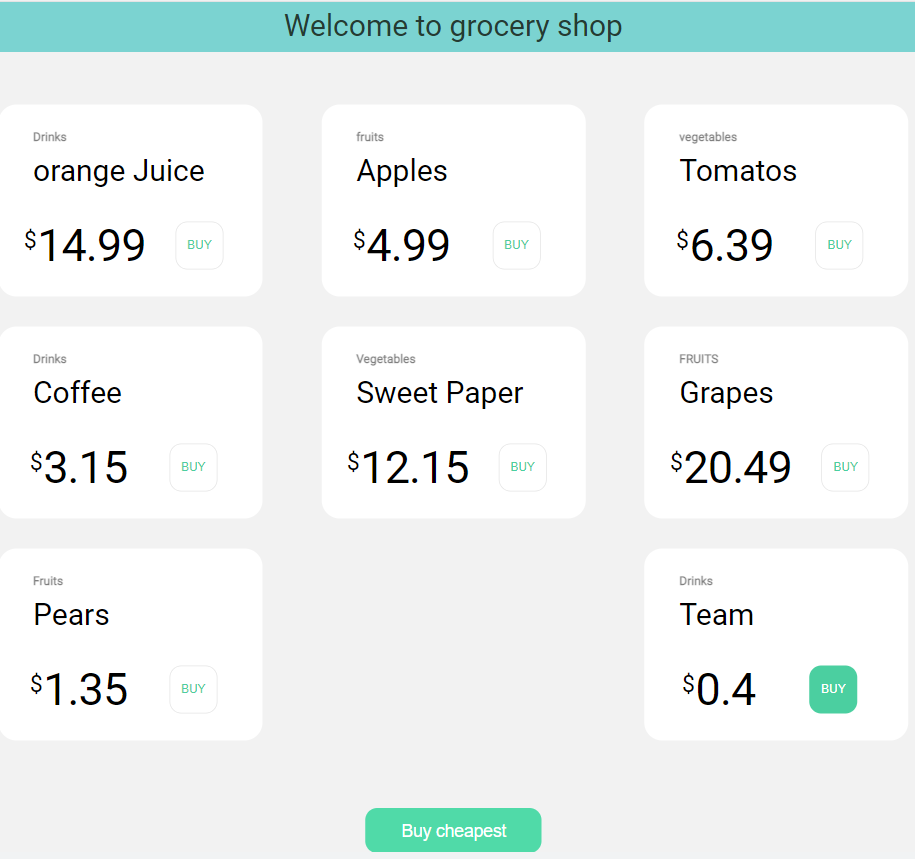 Welcome to grocery shop
Drinks
orange Juice
$14.99 BUY
fruits
Apples
$4.99 BUY
vegetables
Tomatos
$6.39 BUY
Drinks
Coffee
$3.15 BUY
Vegetables
Sweet Paper
$12.15 BUY
FRUITS
Grapes
$20.49 BUY
Fruits
Pears
$1.35 BUY
Drinks
Team
$0.4 BUY
Buy cheapest